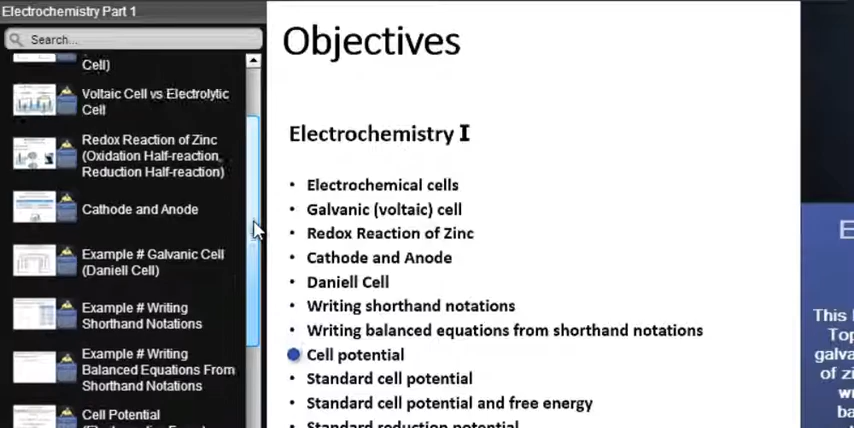 Electrochemistry Part 1
Search...
Cell)
Voltaic Cell vs Electrolytic
Cell
Redox Reaction of Zinc
(Oxidation Half-reaction,
Reduction Half-reaction)
Cathode and Anode
Example # Galvanic Cell
(Daniell Cell)
Example # Writing
Shorthand Notations
Example # Writing
Balanced Equations From
Shorthand Notations
Cell Potential
Objectives
Electrochemistry I
• Electrochemical cells
• Galvanic (voltaic) cell
• Redox Reaction of Zinc
• Cathode and Anode
• Daniell Cell
• Writing shorthand notations
• Writing balanced equations from shorthand notations
Cell potential
• Standard cell potential
• Standard cell potential and free energy
• Standard reduction potential
E
This
Top
galva
of zi
w
ba